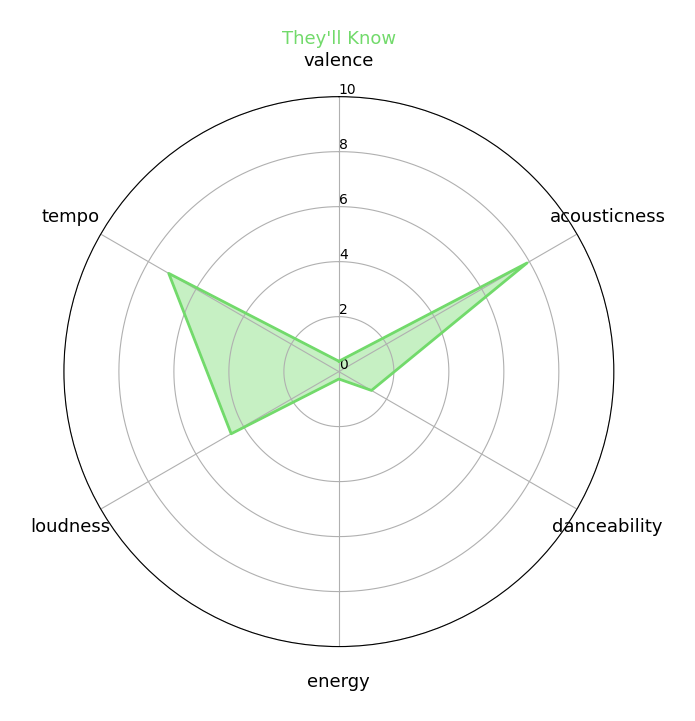 They'll Know
valence
10
8
tempo
acousticness
6
4
2
0
loudness
danceability
energy